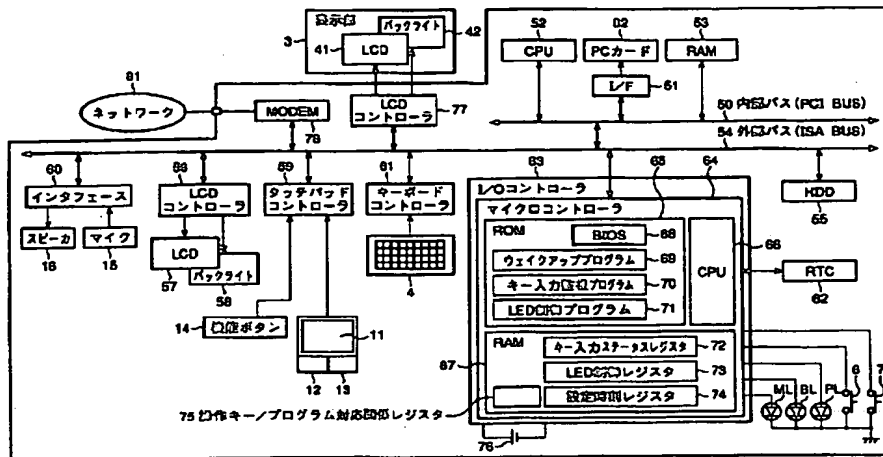 表示部
バックライト
42
3
41
LCD
52
CPU
PCカード
RAM
I/F
81
ネットワーク
MODEM
LCD
コントローラ
77
50 内部バス(PCI BUS)
54 外部バス(ISA BUS)
60
インタフェース
LCD
コントローラ
59
タッチパッド
コントローラ
キーボード
コントローラ
スピーカ
マイク
LCD
57
バックライト
58
4
14
ボタン
11
12
13
63
I/Oコントローラ
64
マイクロコントローラ
65
ROM
BIOS
68
ウェイクアッププログラム
69
キー入力監視プログラム
70
LED制御プログラム
71
66
CPU
67
RAM
キー入力ステータスレジスタ
72
LED制御レジスタ
73
設定時刻レジスタ
74
75 操作キー/プログラム対応関係レジスタ
76
HDD
55
RTC
62
ML
BL
PL
6
7